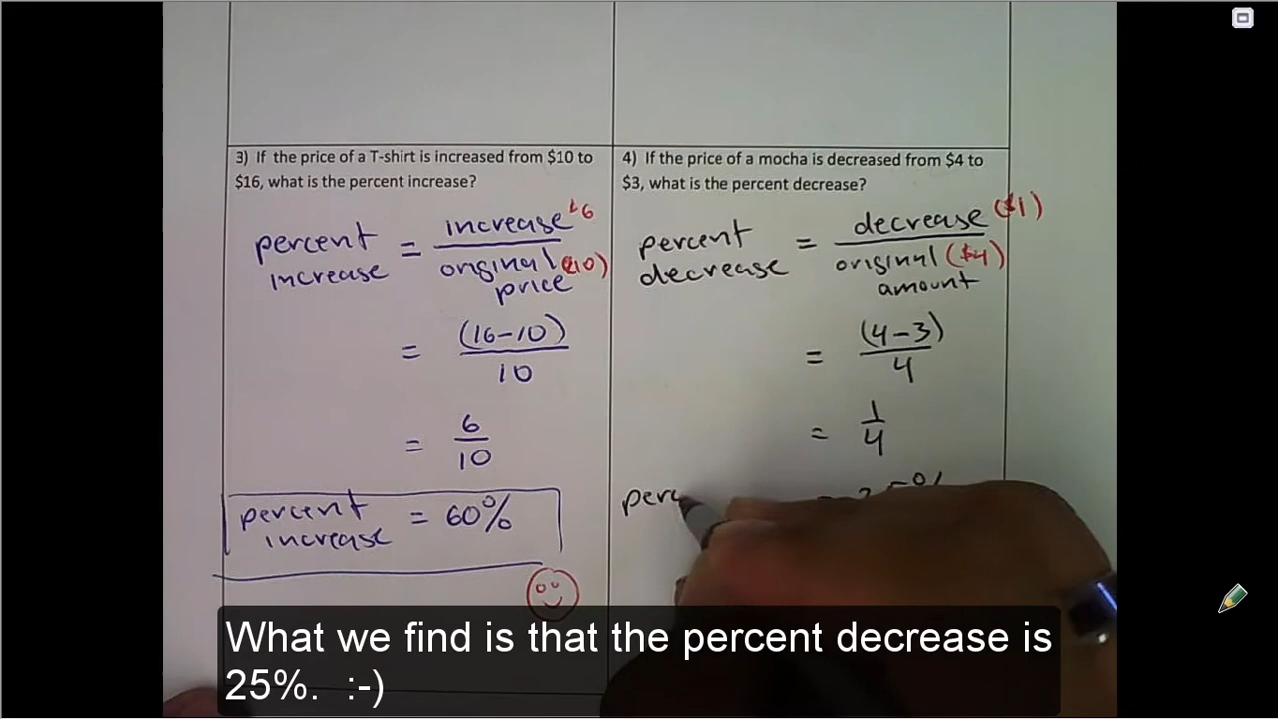 3) If the price of a T-shirt is increased from $10 to
$16, what is the percent increase?
percent increase = increase $6
original price (10)
= (16-10)
10
= 6
10
percent increase = 60%
4) If the price of a mocha is decreased from $4 to
$3, what is the percent decrease?
percent decrease = decrease ($1)
original amount ($4)
= (4-3)
4
= 1
4
perc = 25%
What we find is that the percent decrease is
25%. :-)